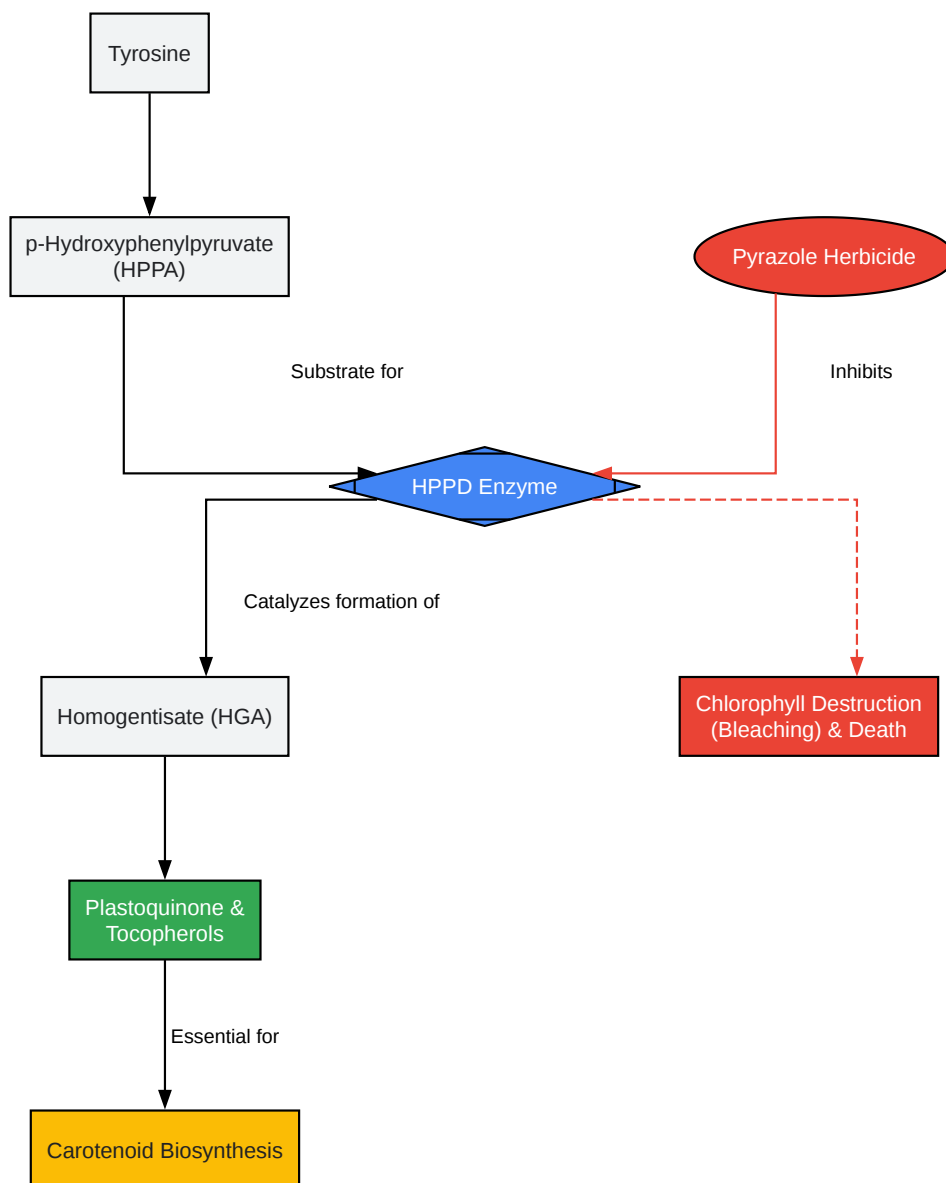 Tyrosine
p-Hydroxyphenylpyruvate
(HPPA)
Pyrazole Herbicide
Substrate for
Inhibits
HPPD Enzyme
Catalyzes formation of
Homogentisate (HGA)
Chlorophyll Destruction
(Bleaching) & Death
Plastoquinone &
Tocopherols
Essential for
Carotenoid Biosynthesis